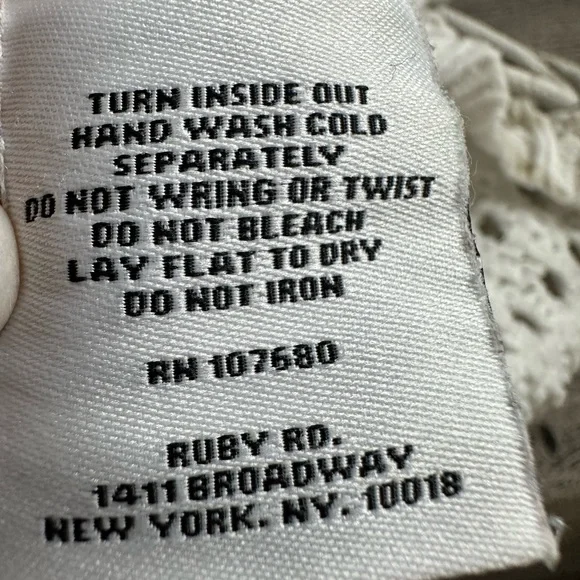 TURN INSIDE OUT
HAND WASH COLD
SEPARATELY
DO NOT WRING OR TWIST
DO NOT BLEACH
LAY FLAT TO DRY
DO NOT IRON
RN 107680
RUBY RD.
1411 BROADWAY
NEW YORK. NY. 10018